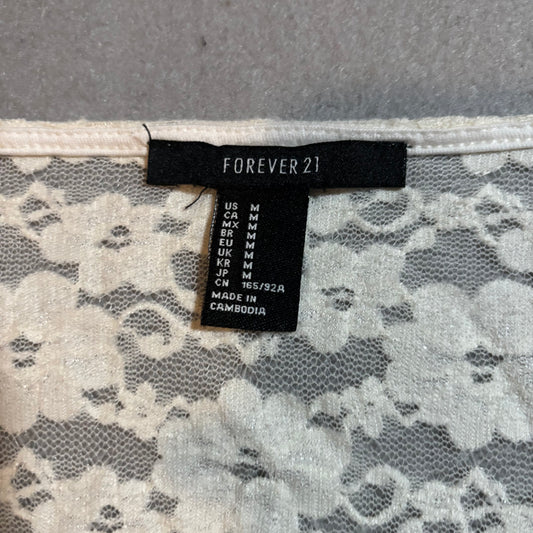 FOREVER 21
US M
CA M
MX M
BR M
EU M
UK M
KR M
JP M
CN 165/92A
MADE IN
CAMBODIA